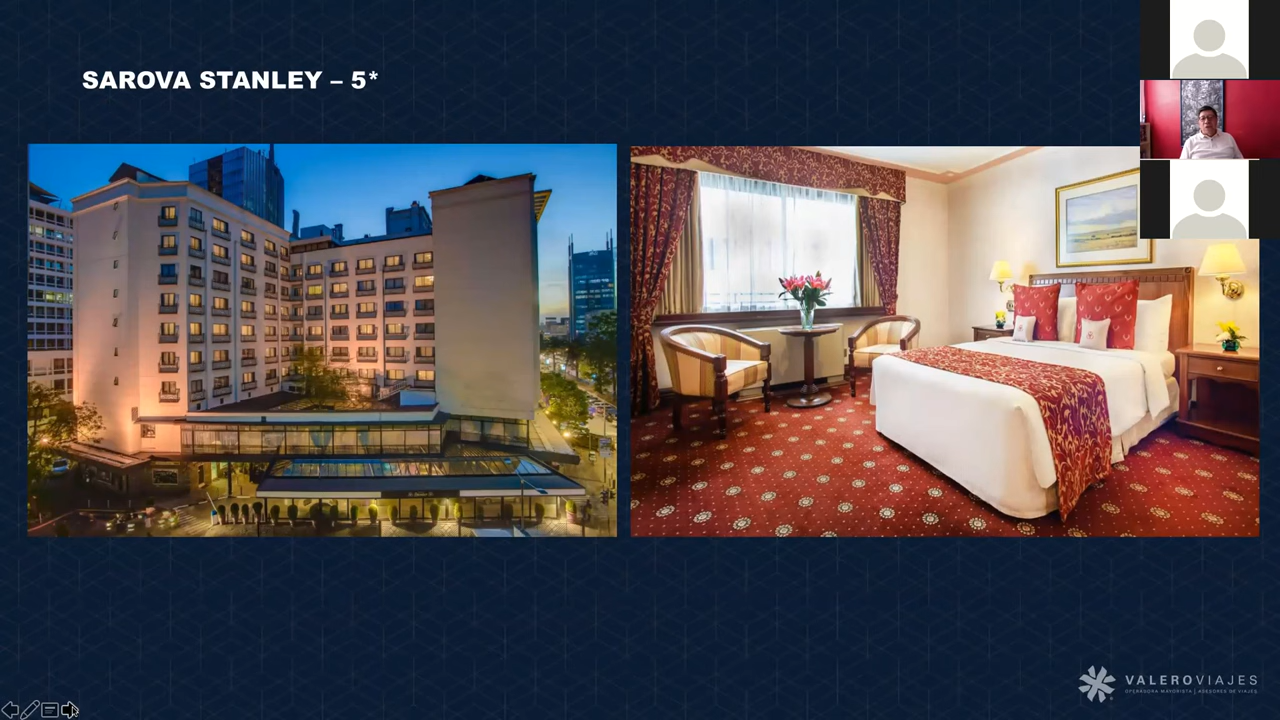 SAROVA STANLEY – 5*
VALEROVIAJES
OPERADORA MAYORISTA | ASESORES DE VIAJES